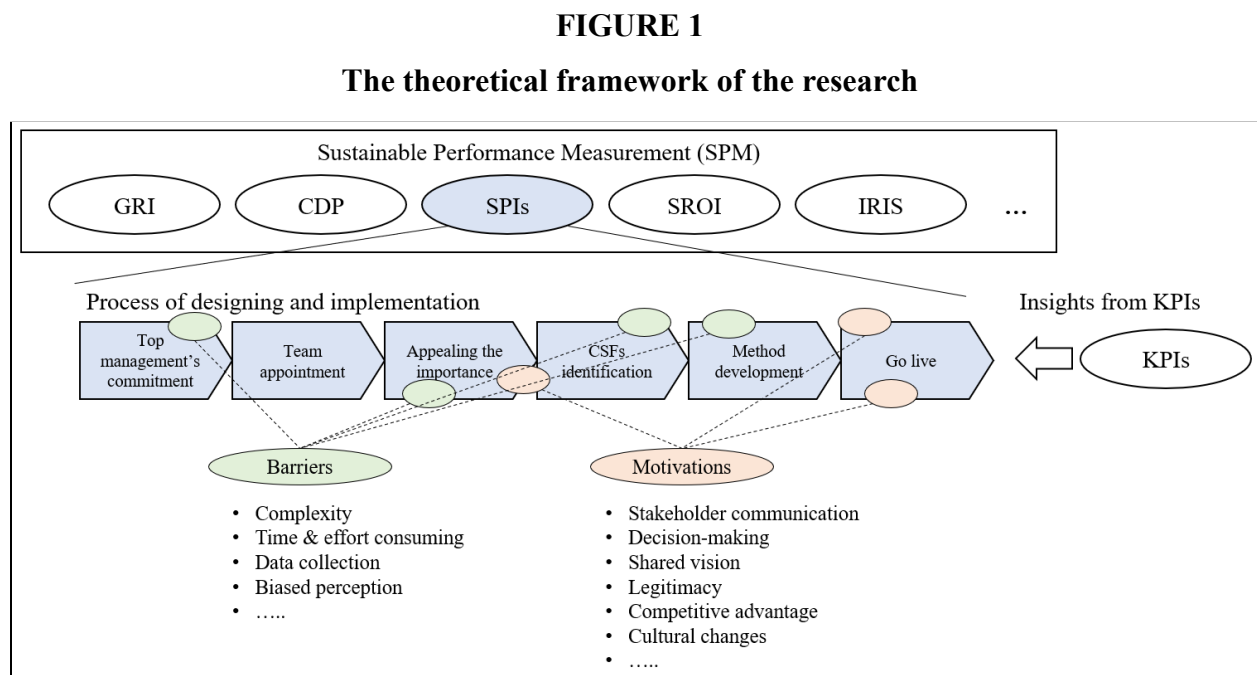 FIGURE 1
The theoretical framework of the research
Sustainable Performance Measurement (SPM)
GRI
CDP
SPIs
SROI
IRIS
...
Process of designing and implementation
Insights from KPIs
Top
management's
commitment
Team
appointment
Appealing the
importance
CSFs
identification
Method
development
Go live
KPIs
Barriers
• Complexity
• Time & effort consuming
• Data collection
• Biased perception
• …..
Motivations
• Stakeholder communication
• Decision-making
• Shared vision
• Legitimacy
• Competitive advantage
• Cultural changes
• …..